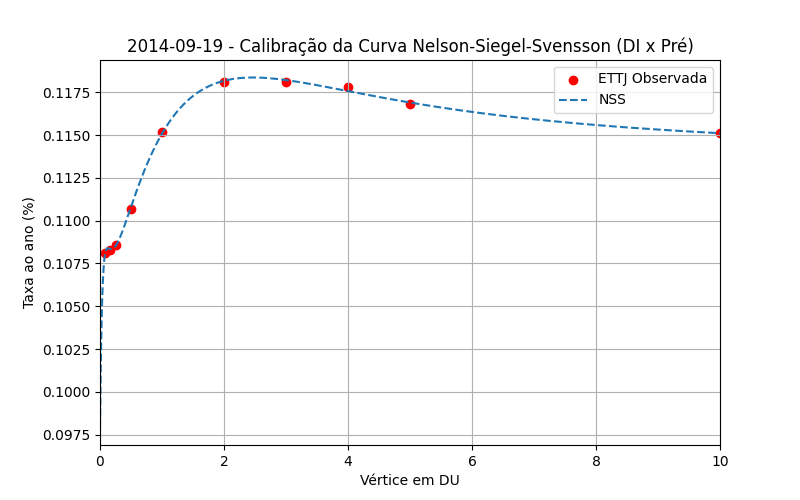 2014-09-19 - Calibração da Curva Nelson-Siegel-Svensson (DI x Pré)
ETTJ Observada
NSS
Taxa ao ano (%)
0.1175
0.1150
0.1125
0.1100
0.1075
0.1050
0.1025
0.1000
0.0975
0 2 4 6 8 10
Vértice em DU